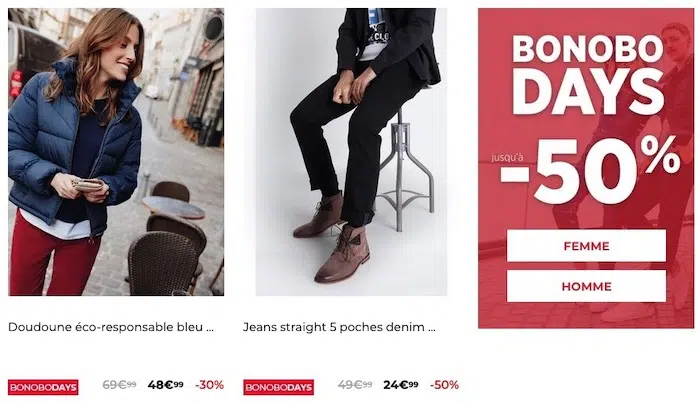 CLO
Doudoune éco-responsable bleu ...
BONOBODAYS 69€99 48€99 -30%
Jeans straight 5 poches denim ...
BONOBODAYS 49€99 24€99 -50%
BONOBO
DAYS
jusqu'à
-50%
FEMME
HOMME